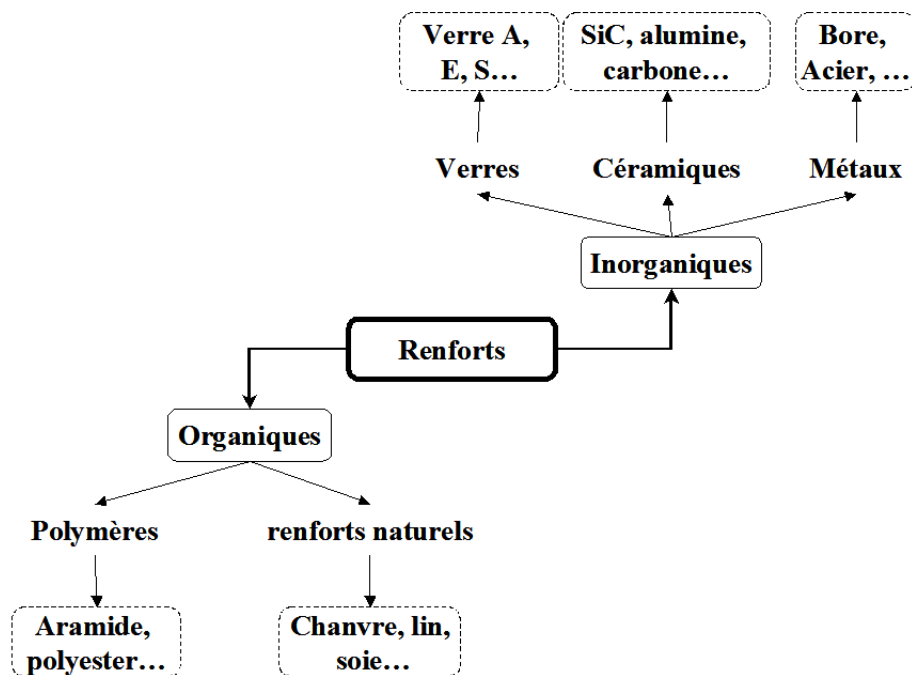 Verre A,
E, S…
SiC, alumine,
carbone…
Bore,
Acier, …
Verres
Céramiques
Métaux
Inorganiques
Renforts
Organiques
Polymères
renforts naturels
Aramide,
polyester…
Chanvre, lin,
soie…